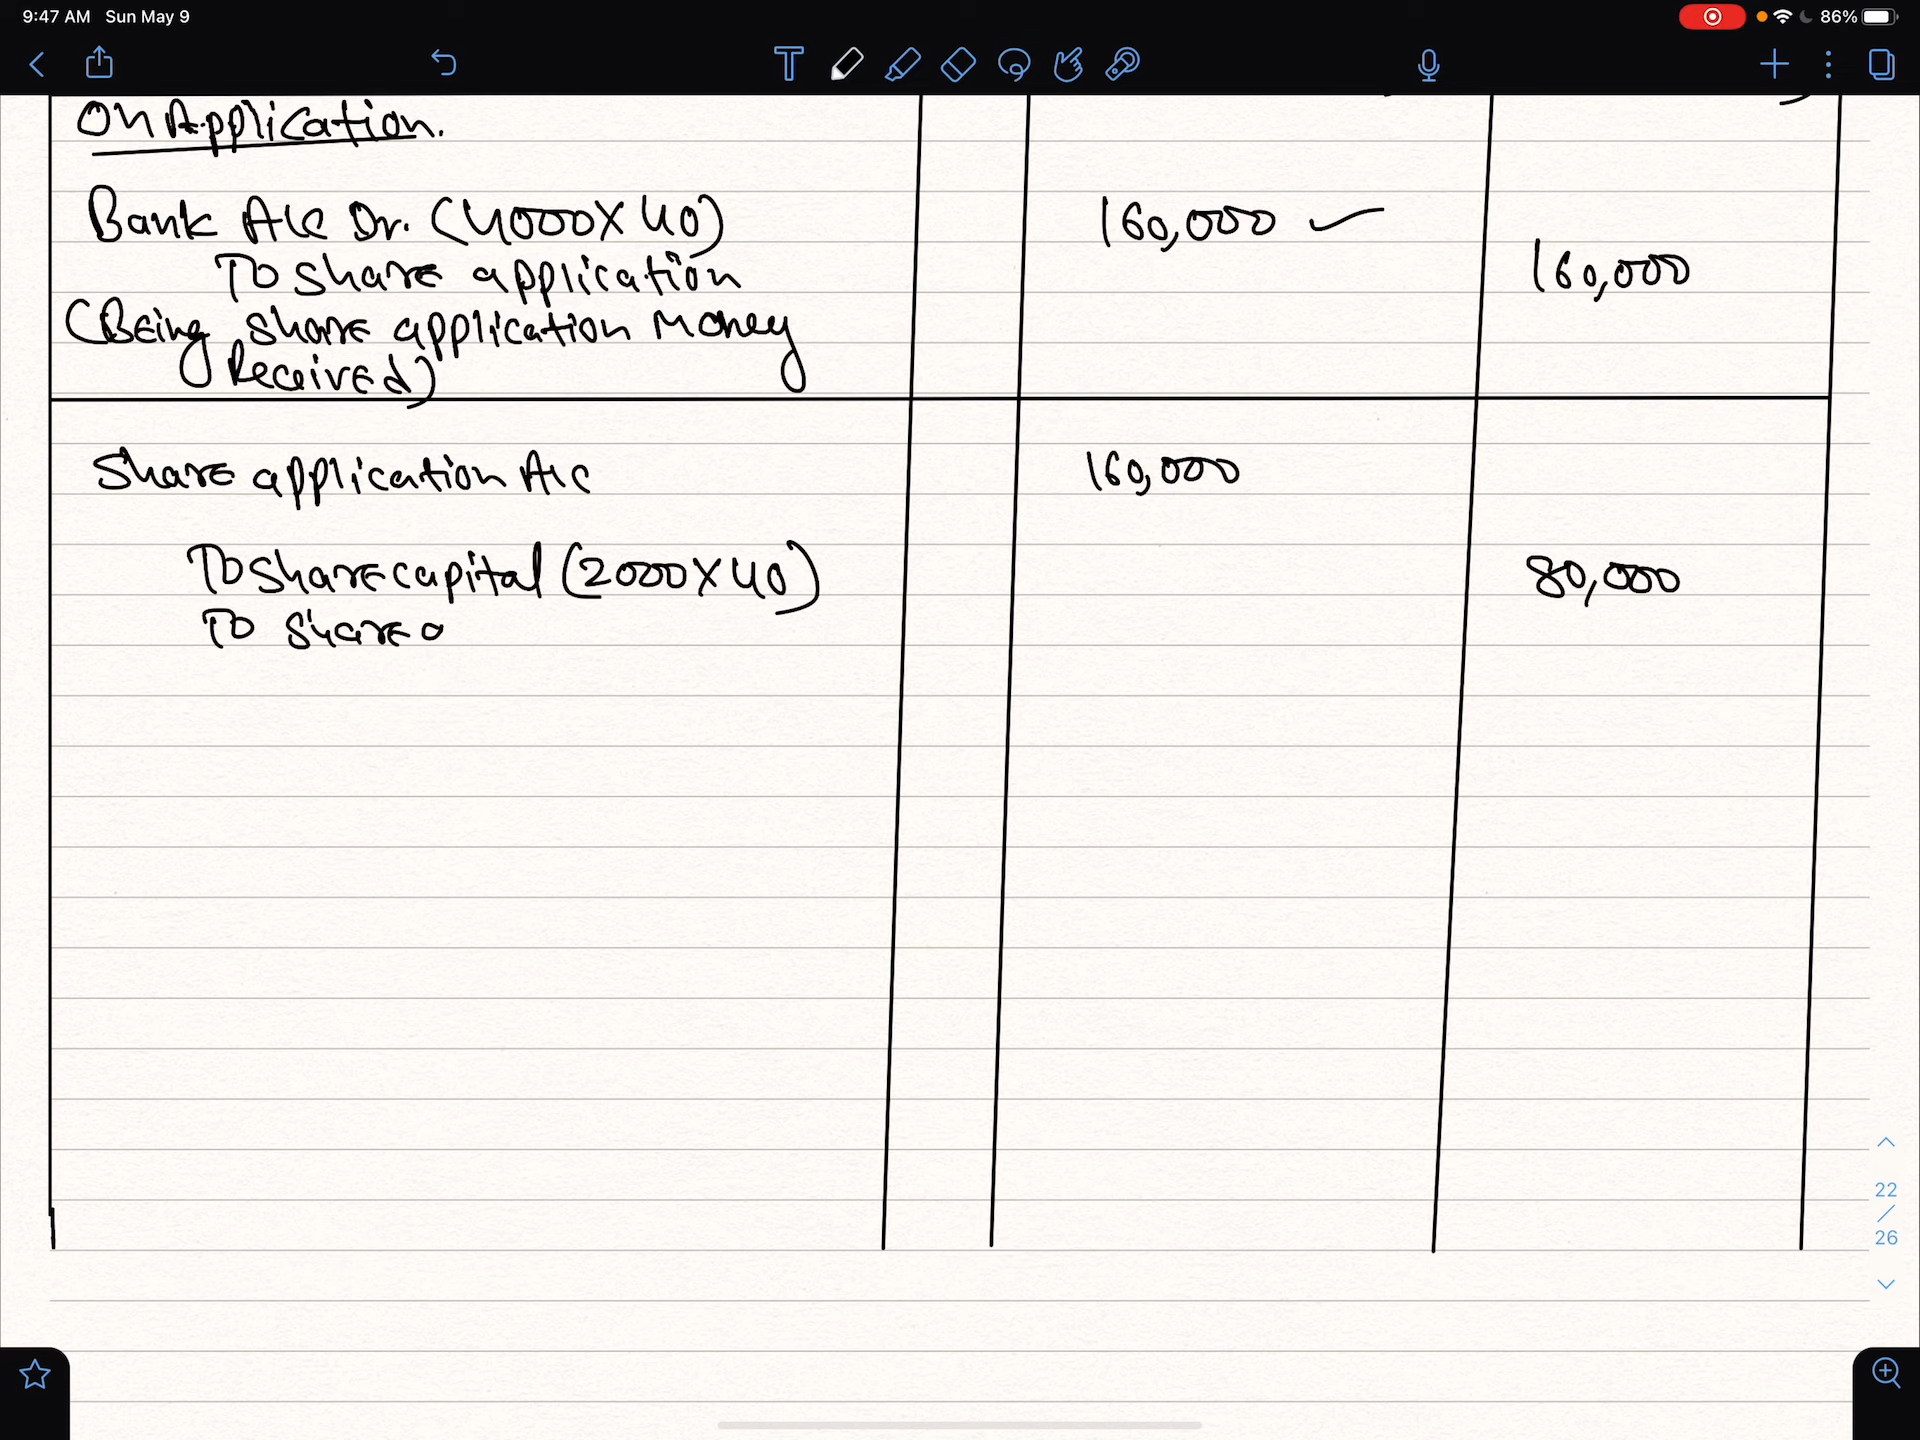 9:47 AM Sun May 9
86%
T
On Application.
Bank A/c Dr. (4000X40) 160,000
To share application 160,000
(Being share application Money
Received)
Share application A/c 160,000
To share capital (2000X40) 80,000
To share a
22
/
26